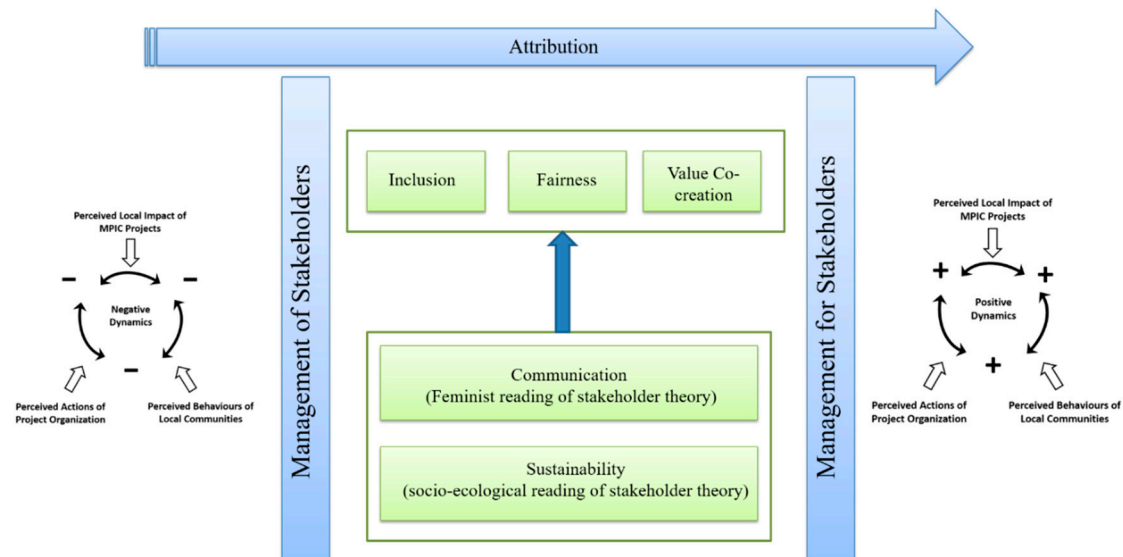 Attribution
Management of Stakeholders
Inclusion
Fairness
Value Co-
creation
Communication
(Feminist reading of stakeholder theory)
Sustainability
(socio-ecological reading of stakeholder theory)
Management for Stakeholders
Perceived Local Impact of
MPIC Projects
– –
Negative
Dynamics
–
Perceived Actions of
Project Organization
Perceived Behaviours of
Local Communities
Perceived Local Impact of
MPIC Projects
+ +
Positive
Dynamics
+
Perceived Actions of
Project Organization
Perceived Behaviours of
Local Communities